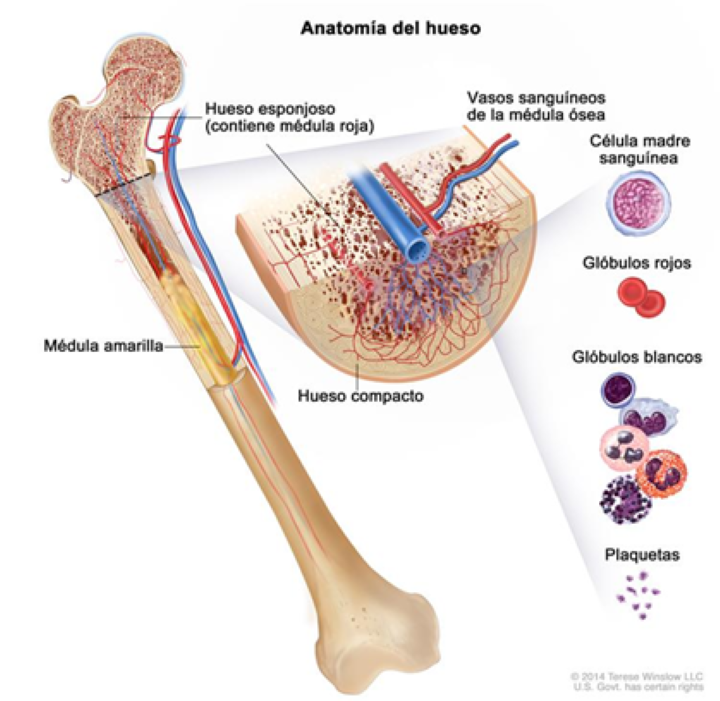 Anatomía del hueso
Hueso esponjoso
(contiene médula roja)
Vasos sanguíneos
de la médula ósea
Célula madre
sanguínea
Glóbulos rojos
Médula amarilla
Glóbulos blancos
Hueso compacto
Plaquetas
© 2014 Terese Winslow LLC
U.S. Govt. has certain rights